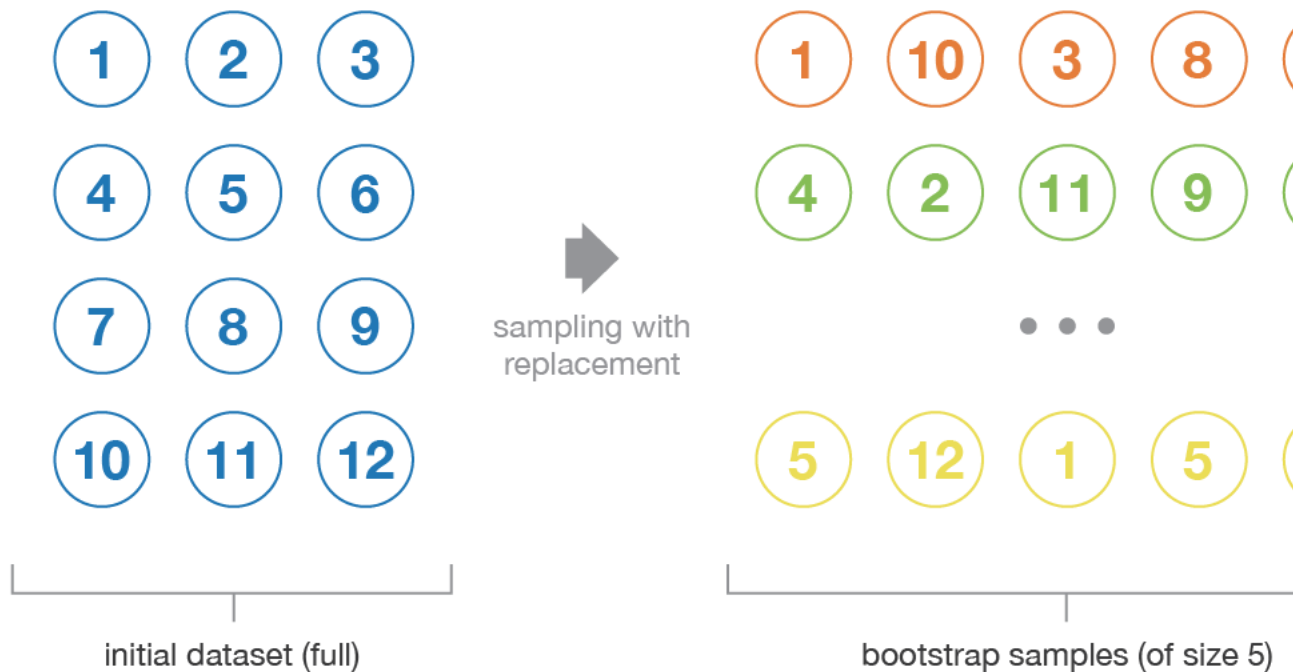 1 2 3 1 10 3 8
4 5 6 4 2 11 9
sampling with
replacement
7 8 9
10 11 12 5 12 1 5
initial dataset (full) bootstrap samples (of size 5)